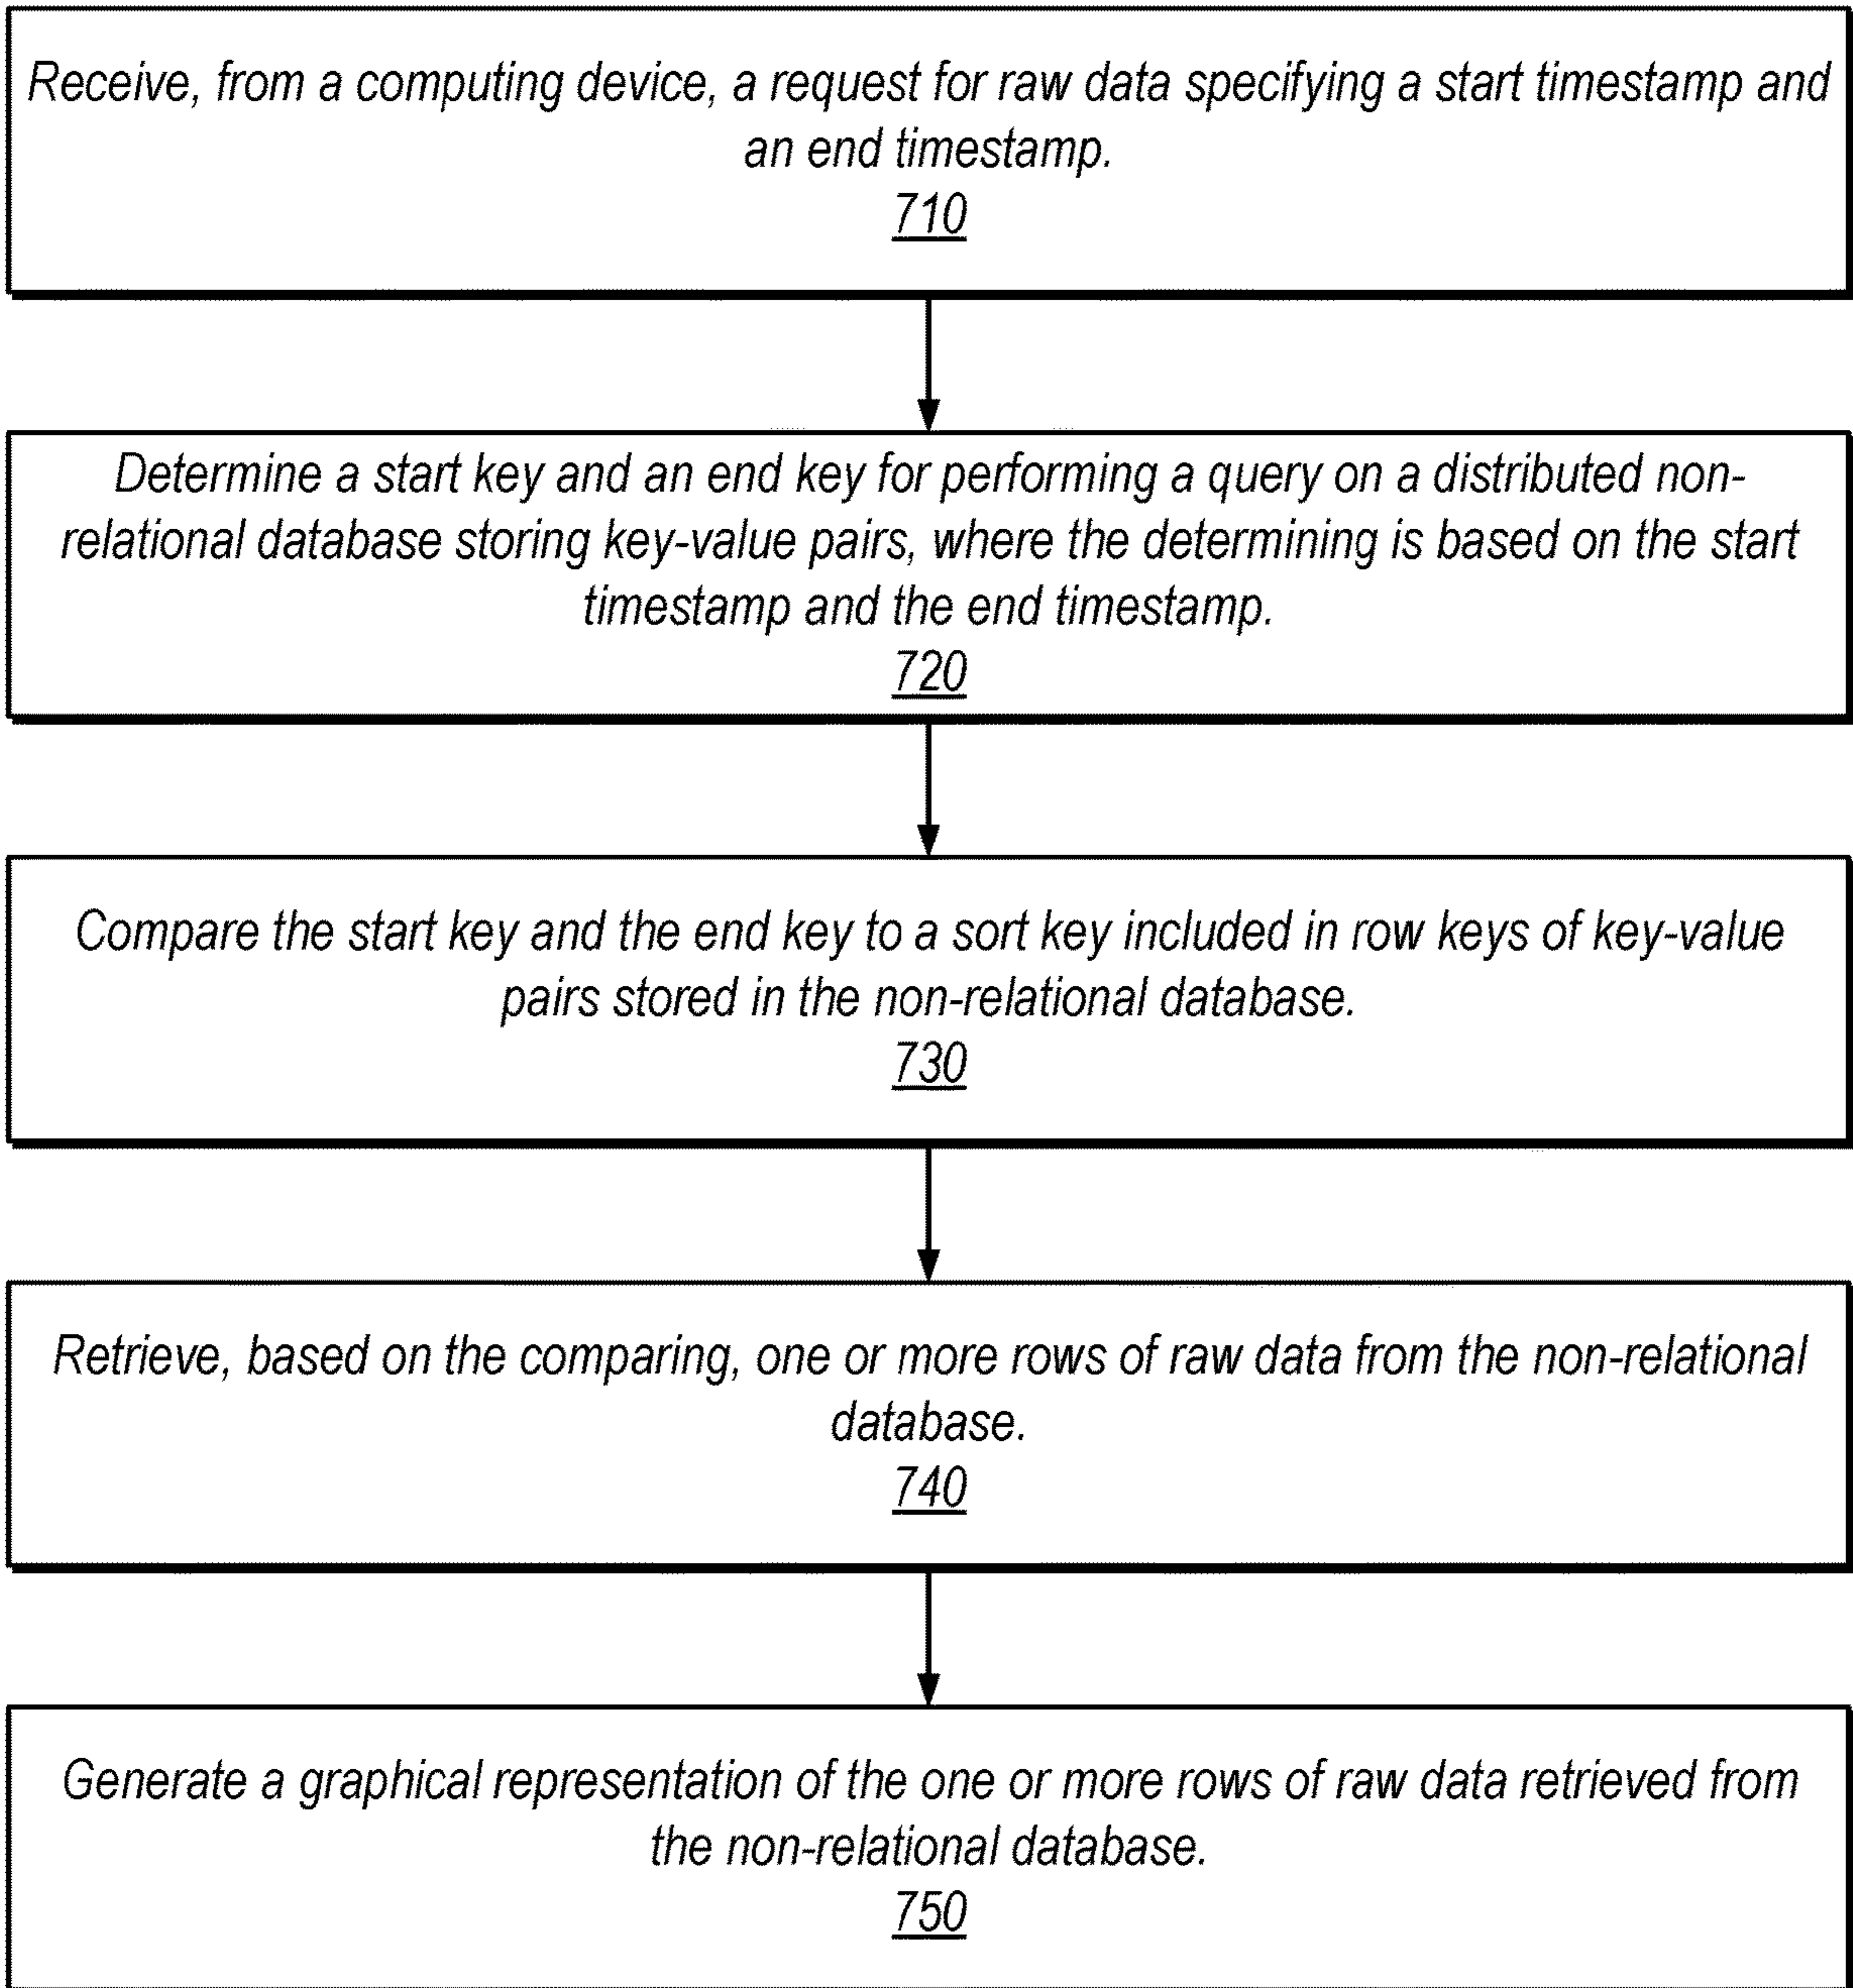 Receive, from a computing device, a request for raw data specifying a start timestamp and
an end timestamp.
710
Determine a start key and an end key for performing a query on a distributed non-
relational database storing key-value pairs, where the determining is based on the start
timestamp and the end timestamp.
720
Compare the start key and the end key to a sort key included in row keys of key-value
pairs stored in the non-relational database.
730
Retrieve, based on the comparing, one or more rows of raw data from the non-relational
database.
740
Generate a graphical representation of the one or more rows of raw data retrieved from
the non-relational database.
750